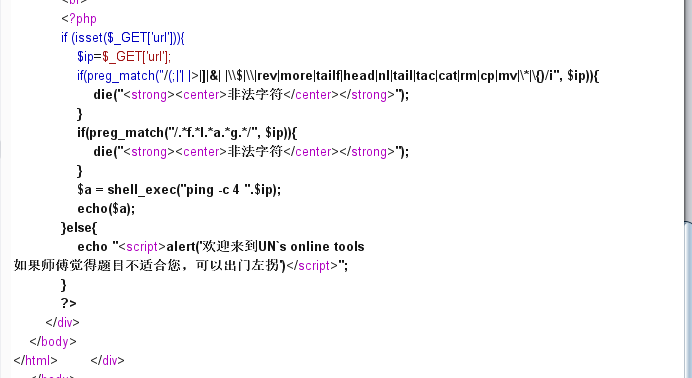 <br>
<?php
if (isset($_GET['url'])){
$ip=$_GET['url'];
if(preg_match("/(;|'| |>|]|&| |\\$|\\|rev|more|tailf|head|nl|tail|tac|cat|rm|cp|mv|\*|\{)/i", $ip)){
die("<strong><center>非法字符</center></strong>");
}
if(preg_match("/.*f.*l.*a.*g.*/", $ip)){
die("<strong><center>非法字符</center></strong>");
}
$a = shell_exec("ping -c 4 ".$ip);
echo($a);
}else{
echo "<script>alert('欢迎来到UN`s online tools
如果师傅觉得题目不适合您，可以出门左拐')</script>";
}
?>
</div>
</body>
</html> </div>
</body>